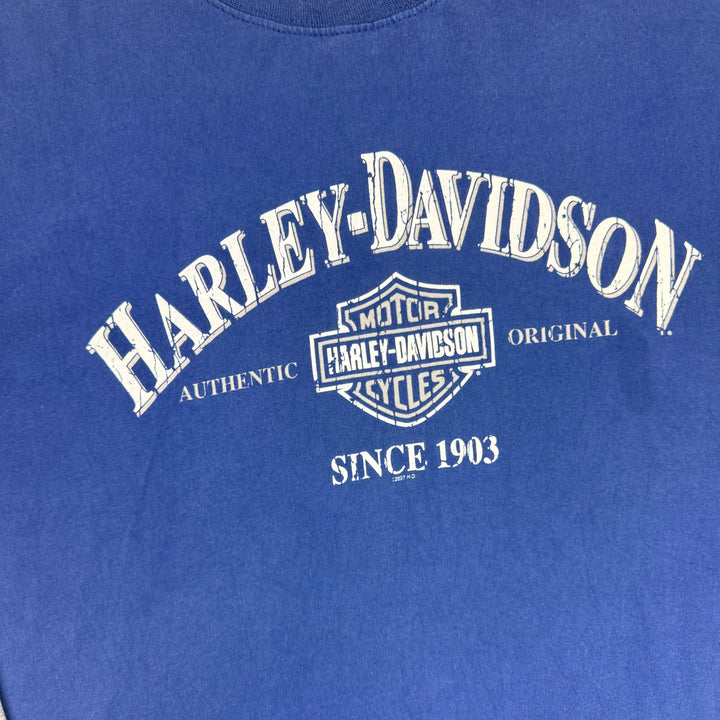 HARLEY-DAVIDSON
AUTHENTIC
MOTOR
HARLEY-DAVIDSON
CYCLES
ORIGINAL
SINCE 1903